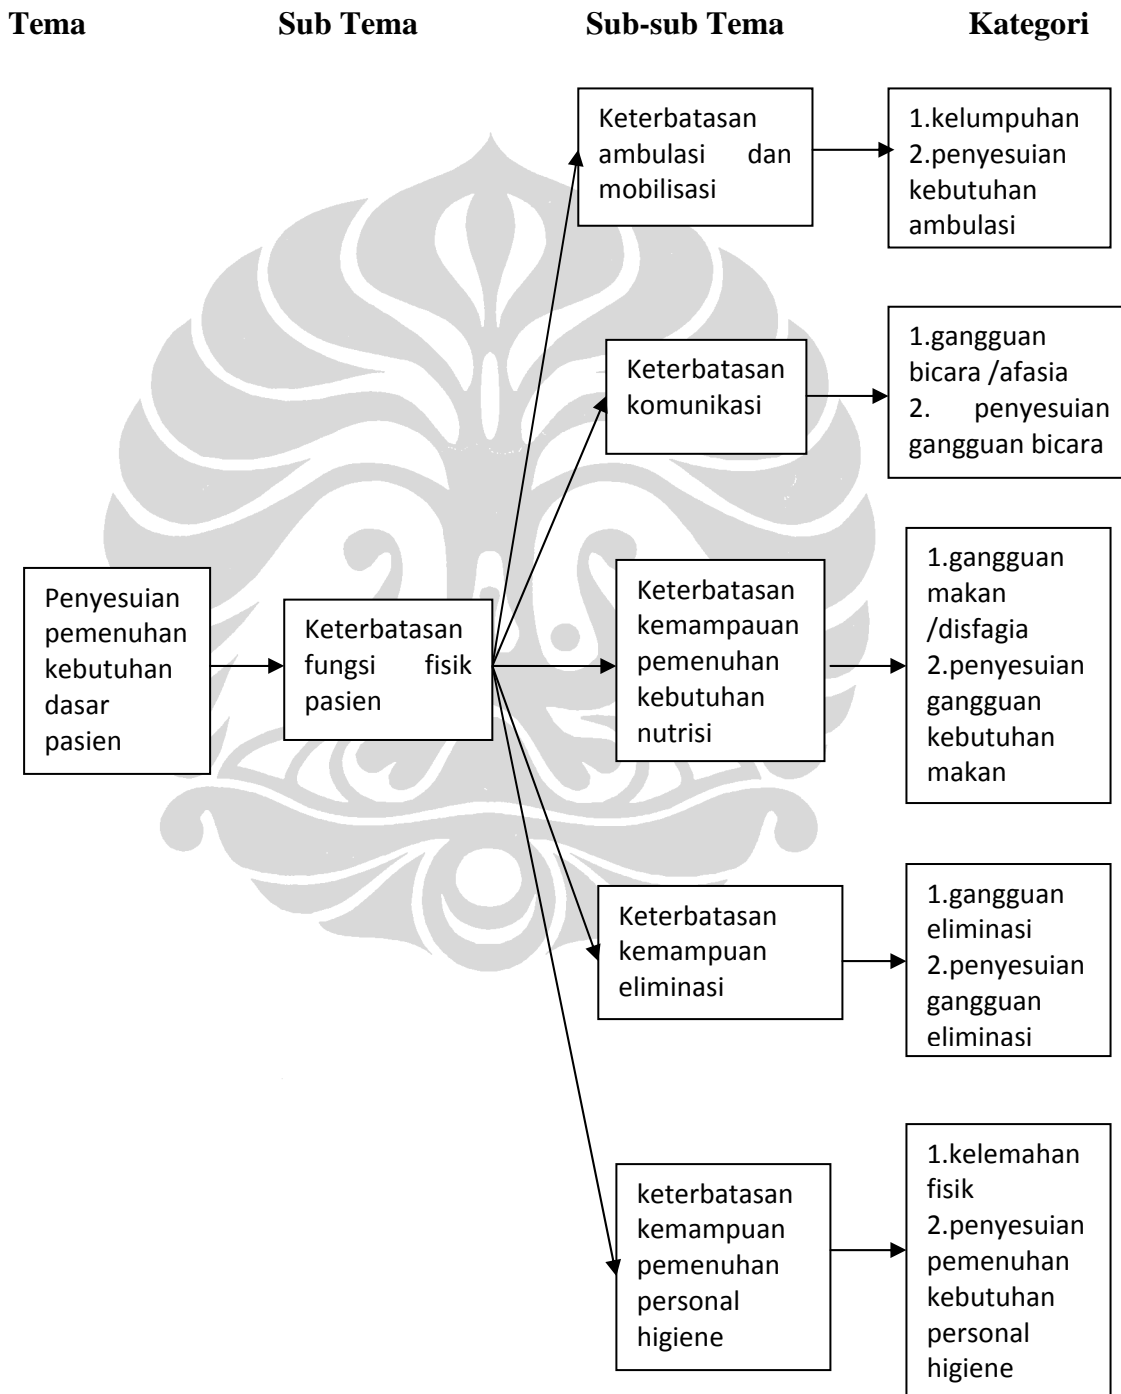 Tema Sub Tema Sub-sub Tema Kategori
Keterbatasan
ambulasi dan
mobilisasi
1.kelumpuhan
2.penyesuian
kebutuhan
ambulasi
Keterbatasan
komunikasi
1.gangguan
bicara /afasia
2. penyesuian
gangguan bicara
Penyesuian
pemenuhan
kebutuhan
dasar
pasien
Keterbatasan
fungsi fisik
pasien
Keterbatasan
kemampauan
pemenuhan
kebutuhan
nutrisi
1.gangguan
makan
/disfagia
2.penyesuian
gangguan
kebutuhan
makan
Keterbatasan
kemampuan
eliminasi
1.gangguan
eliminasi
2.penyesuian
gangguan
eliminasi
keterbatasan
kemampuan
pemenuhan
personal
higiene
1.kelemahan
fisik
2.penyesuian
pemenuhan
kebutuhan
personal
higiene